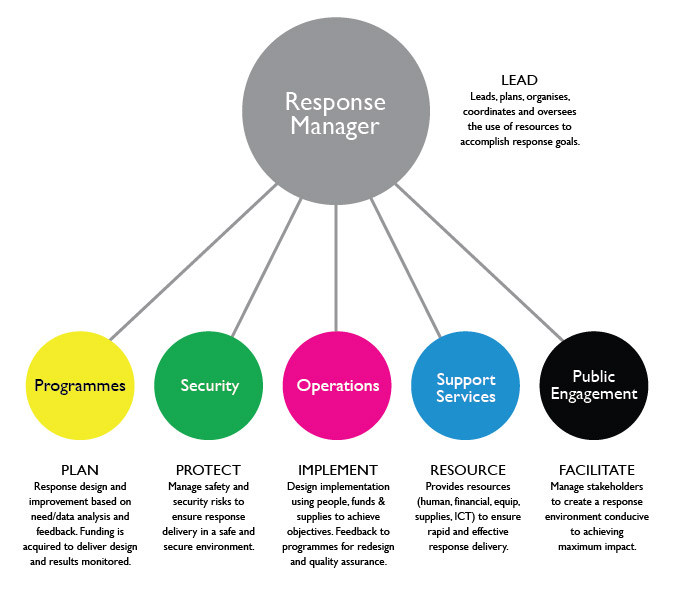 Response
Manager
LEAD
Leads, plans, organises,
coordinates and oversees
the use of resources to
accomplish response goals.
Programmes
Security
Operations
Support
Services
Public
Engagement
PLAN
Response design and
improvement based on
need/data analysis and
feedback. Funding is
acquired to deliver design
and results monitored.
PROTECT
Manage safety and
security risks to
ensure response
delivery in a safe and
secure environment.
IMPLEMENT
Design implementation
using people, funds &
supplies to achieve
objectives. Feedback to
programmes for redesign
and quality assurance.
RESOURCE
Provides resources
(human, financial, equip,
supplies, ICT) to ensure
rapid and effective
response delivery.
FACILITATE
Manage stakeholders
to create a response
environment conducive
to achieving
maximum impact.